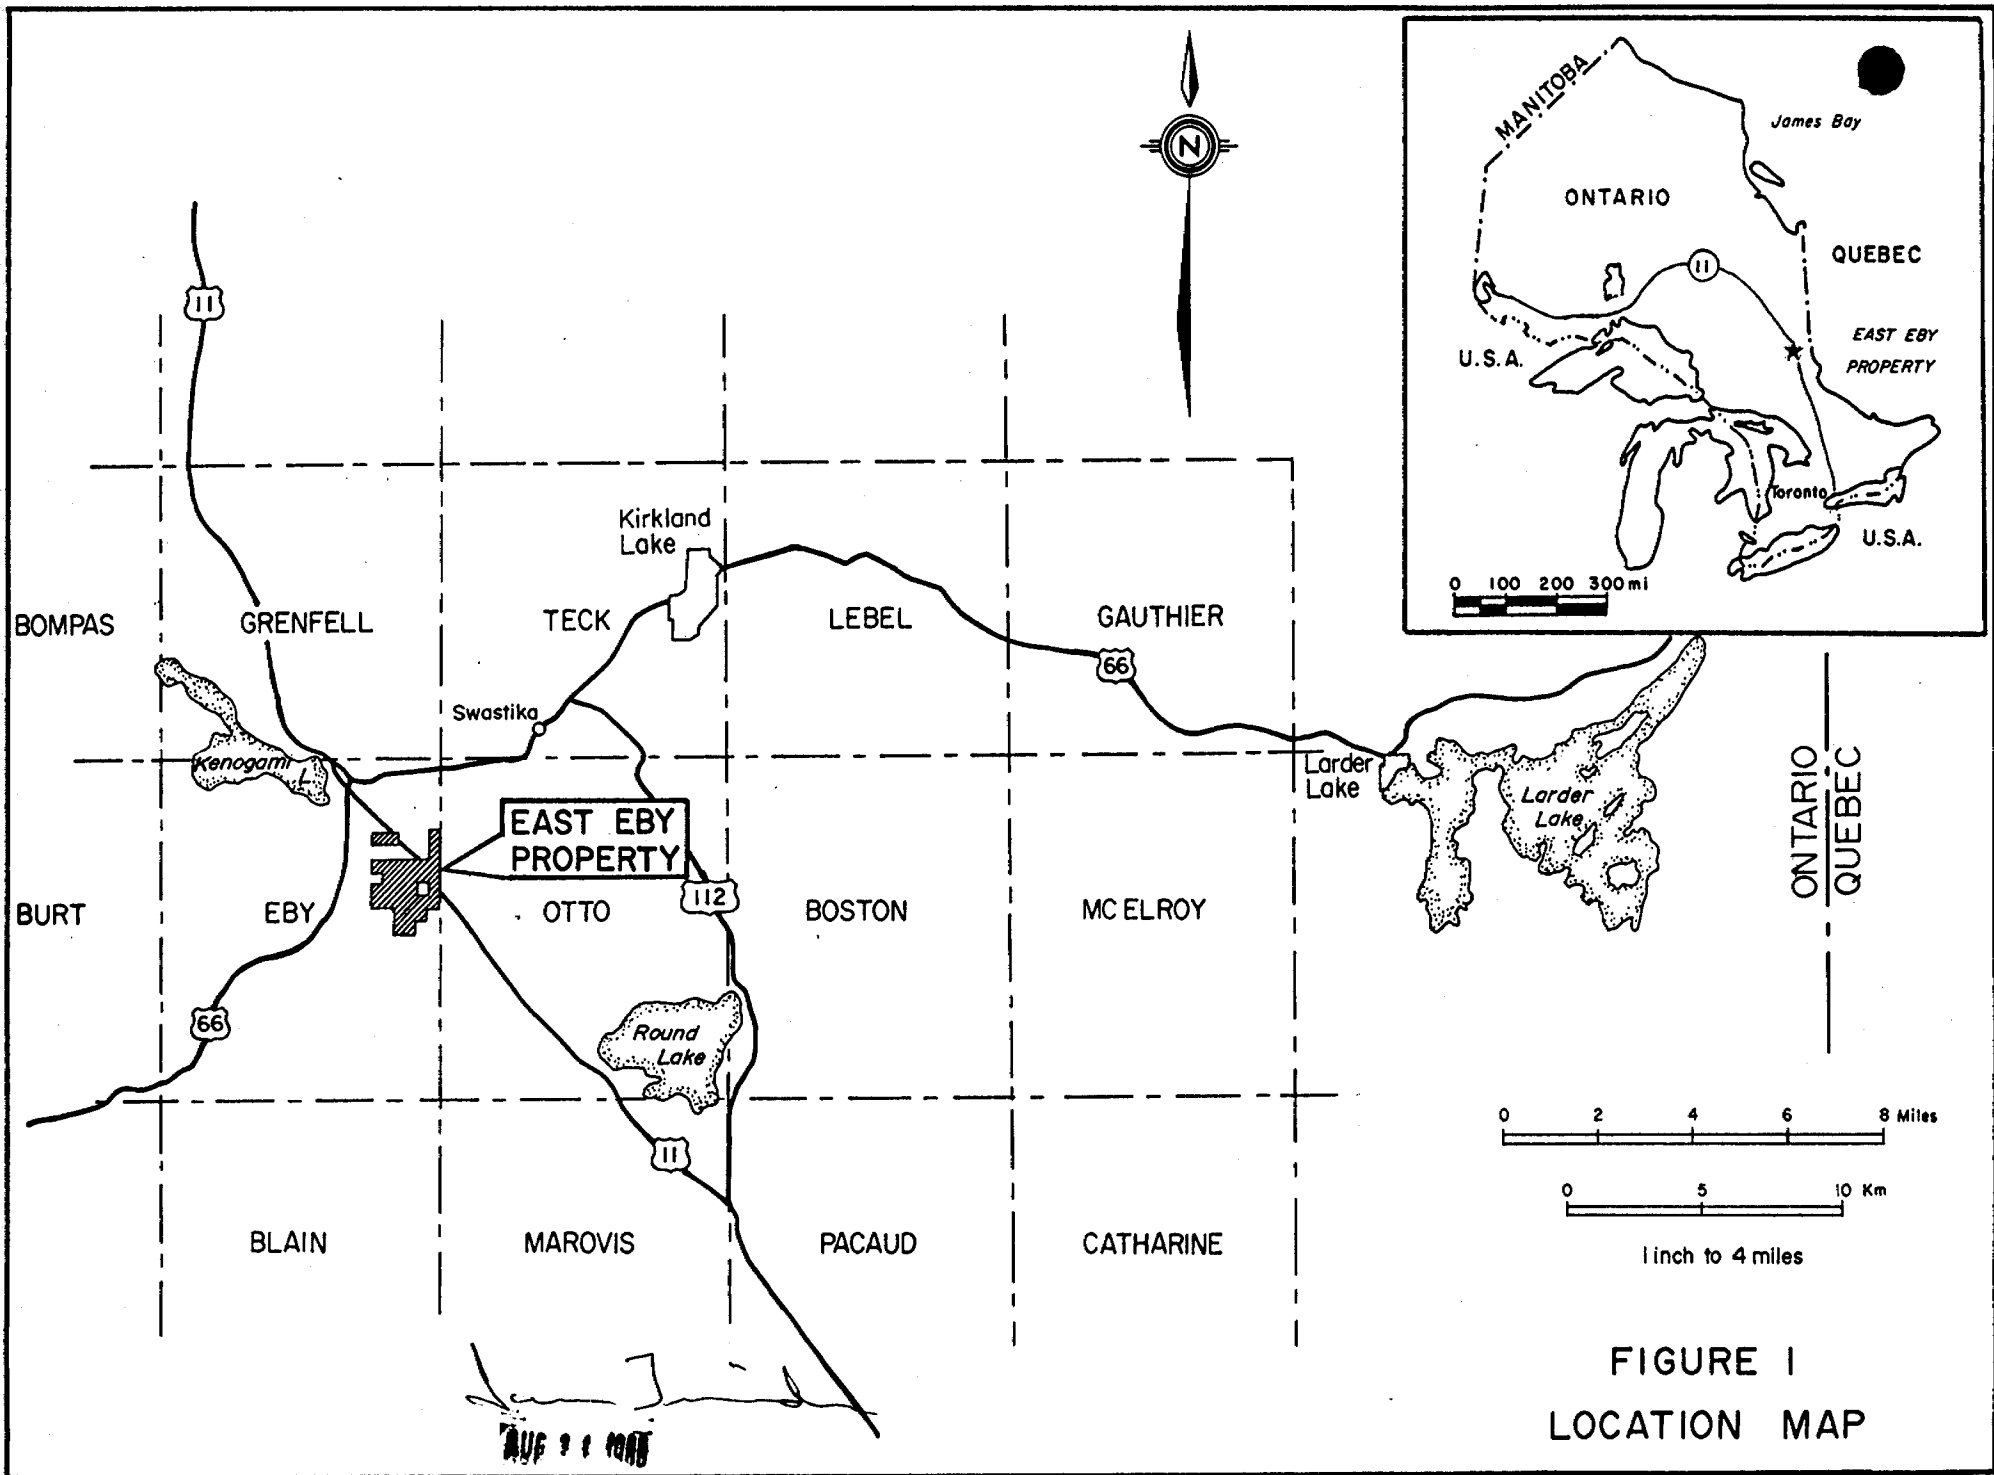 N
MANITOBA
James Bay
ONTARIO
QUEBEC
11
EAST EBY
PROPERTY
U.S.A.
Toronto
U.S.A.
0 100 200 300 mi
11
Kirkland
Lake
BOMPAS
GRENFELL
TECK
LEBEL
GAUTHIER
66
Swastika
Kenogami
L.
Larder
Lake
Larder
Lake
ONTARIO
QUEBEC
EAST EBY
PROPERTY
112
BURT
EBY
OTTO
BOSTON
MC ELROY
66
Round
Lake
0 2 4 6 8 Miles
11
0 5 10 Km
BLAIN
MAROVIS
PACAUD
CATHARINE
1 inch to 4 miles
FIGURE 1
LOCATION MAP
AUG